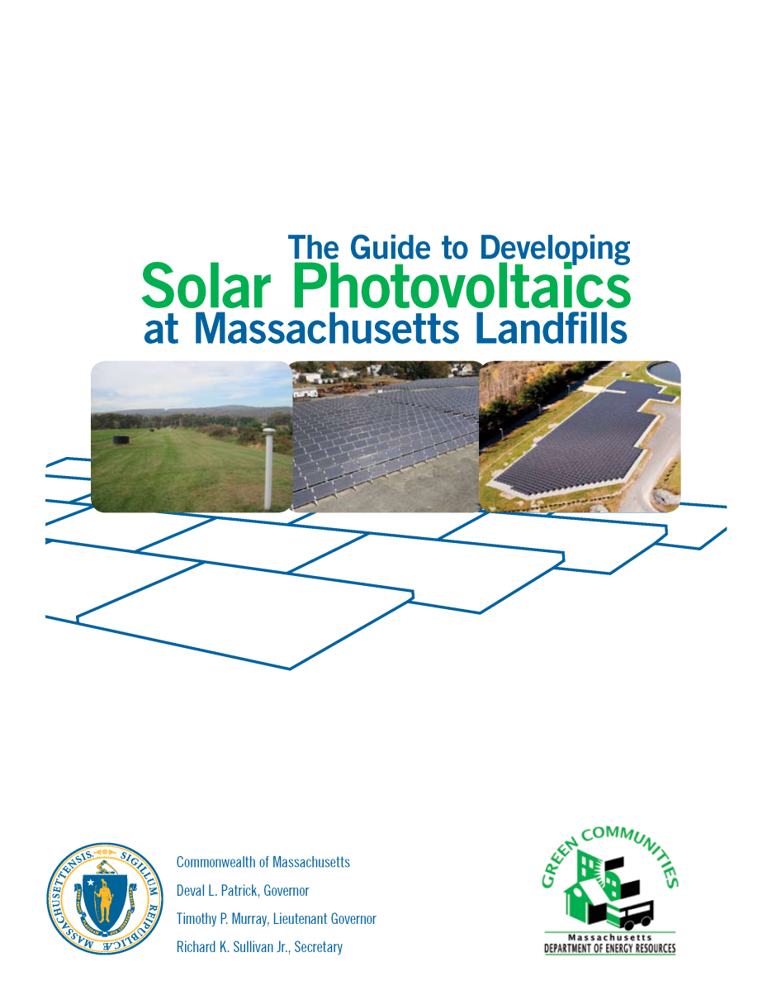 The Guide to Developing
Solar Photovoltaics
at Massachusetts Landfills
SIGILLUM REIPUBLICÆ MASSACHUSETTENSIS
Commonwealth of Massachusetts
Deval L. Patrick, Governor
Timothy P. Murray, Lieutenant Governor
Richard K. Sullivan Jr., Secretary
GREEN COMMUNITIES
Massachusetts
DEPARTMENT OF ENERGY RESOURCES